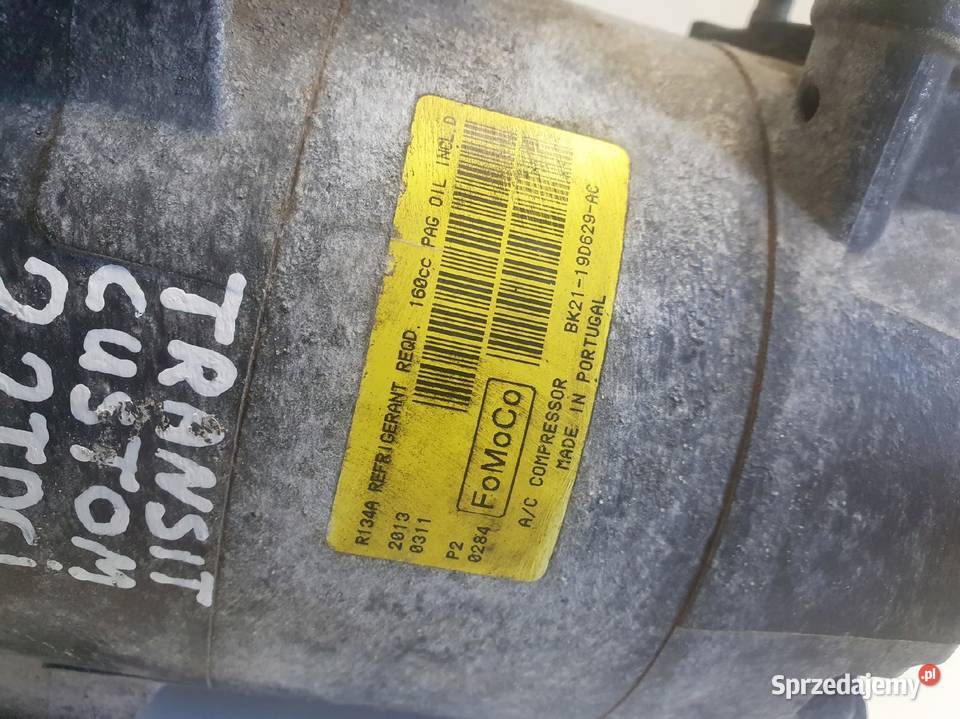 TRANSIT
CUSTOM
2.2TDCi
R134A REFRIGERANT REQD. 160cc PAG OIL INCL.D
2013
0311
P2
0284
FoMoCo
A/C COMPRESSOR
MADE IN PORTUGAL
BK21-19D629-AC
Sprzedajemy.pl